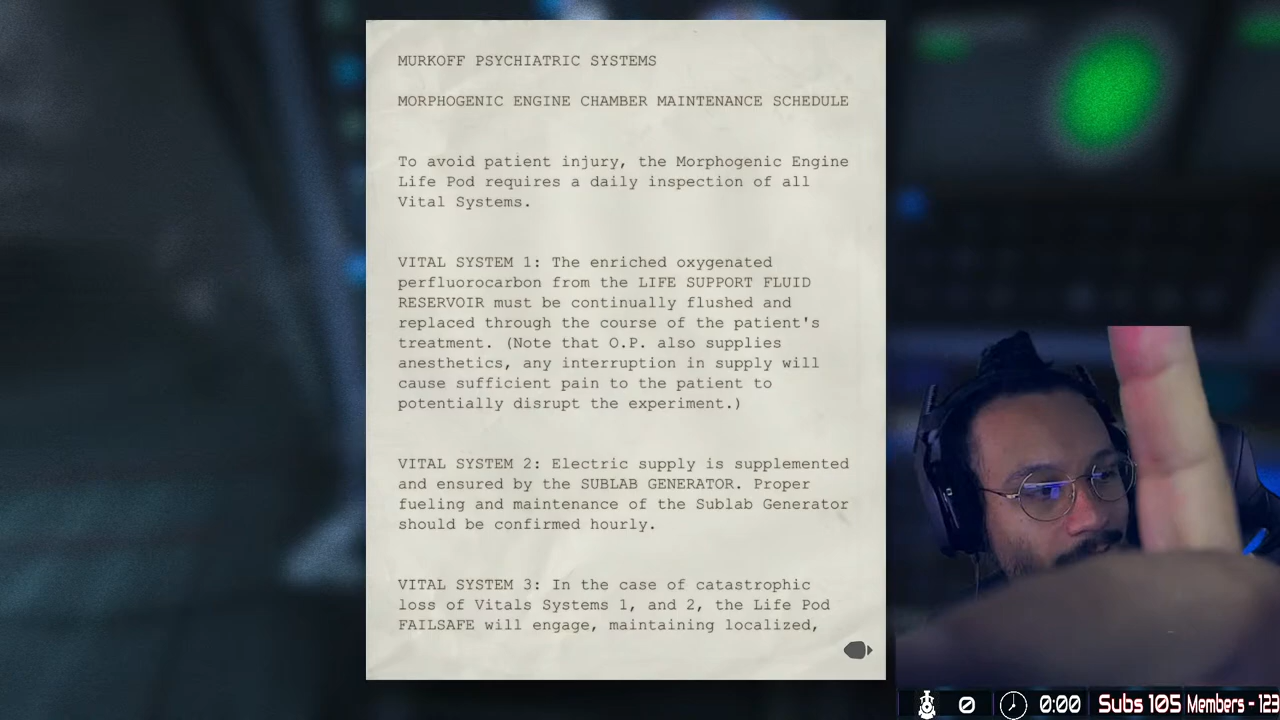 MURKOFF PSYCHIATRIC SYSTEMS
MORPHOGENIC ENGINE CHAMBER MAINTENANCE SCHEDULE
To avoid patient injury, the Morphogenic Engine
Life Pod requires a daily inspection of all
Vital Systems.
VITAL SYSTEM 1: The enriched oxygenated
perfluorocarbon from the LIFE SUPPORT FLUID
RESERVOIR must be continually flushed and
replaced through the course of the patient's
treatment. (Note that O.P. also supplies
anesthetics, any interruption in supply will
cause sufficient pain to the patient to
potentially disrupt the experiment.)
VITAL SYSTEM 2: Electric supply is supplemented
and ensured by the SUBLAB GENERATOR. Proper
fueling and maintenance of the Sublab Generator
should be confirmed hourly.
VITAL SYSTEM 3: In the case of catastrophic
loss of Vitals Systems 1, and 2, the Life Pod
FAILSAFE will engage, maintaining localized,
0 0:00 Subs 105 Members - 123